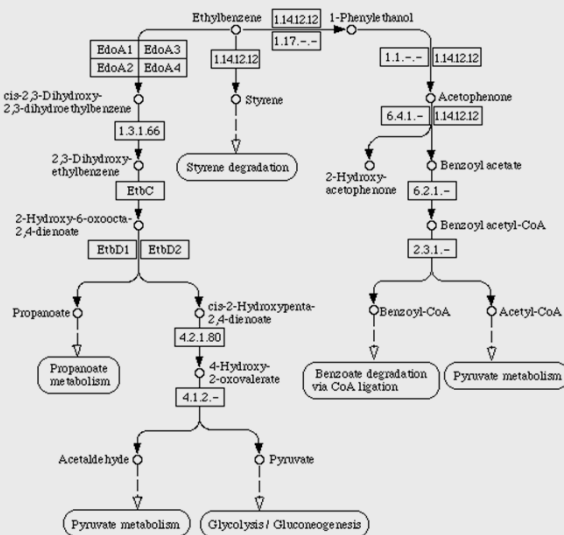 Ethylbenzene
1.14.12.12
1.17.-.-
1-Phenylethanol
EdoA1 EdoA3
EdoA2 EdoA4
1.14.12.12
1.1.-.- 1.14.12.12
cis-2,3-Dihydroxy-
2,3-dihydroethylbenzene
Styrene
Acetophenone
1.3.1.66
6.4.1.- 1.14.12.12
2,3-Dihydroxy-
ethylbenzene
Styrene degradation
2-Hydroxy-
acetophenone
Benzoyl acetate
EtbC
6.2.1.-
2-Hydroxy-6-oxoocta-
2,4-dienoate
Benzoyl acetyl-CoA
EtbD1 EtbD2
2.3.1.-
Propanoate
cis-2-Hydroxypenta-
2,4-dienoate
Benzoyl-CoA
Acetyl-CoA
4.2.1.80
Propanoate
metabolism
4-Hydroxy-
2-oxovalerate
Benzoate degradation
via CoA ligation
Pyruvate metabolism
4.1.2.-
Acetaldehyde
Pyruvate
Pyruvate metabolism
Glycolysis / Gluconeogenesis